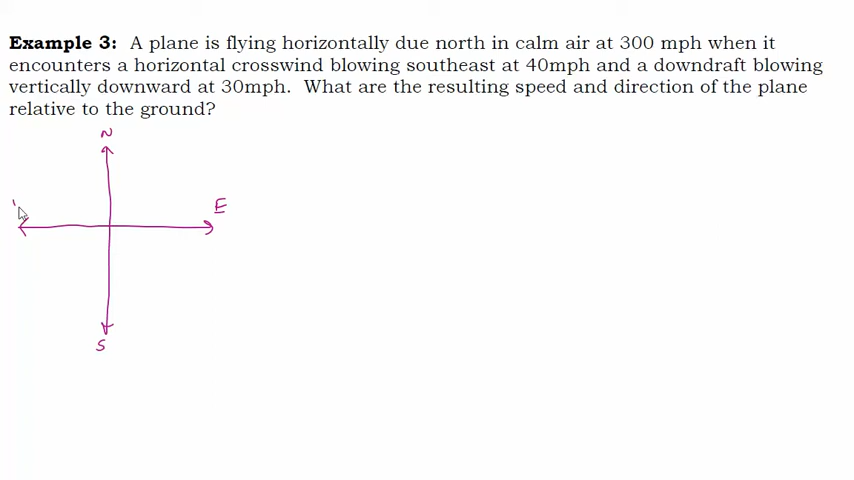 Example 3: A plane is flying horizontally due north in calm air at 300 mph when it
encounters a horizontal crosswind blowing southeast at 40mph and a downdraft blowing
vertically downward at 30mph. What are the resulting speed and direction of the plane
relative to the ground?
N
E
S